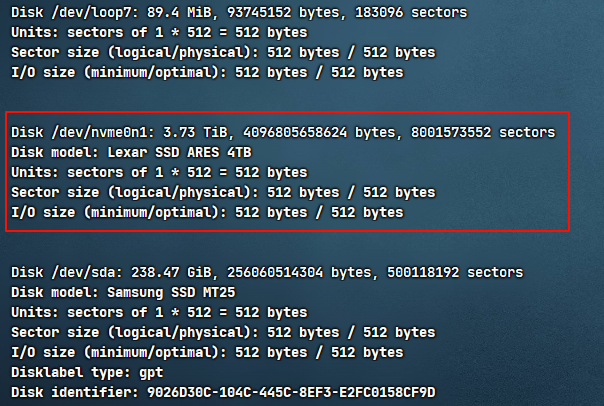 Disk /dev/loop7: 89.4 MiB, 93745152 bytes, 183096 sectors
Units: sectors of 1 * 512 = 512 bytes
Sector size (logical/physical): 512 bytes / 512 bytes
I/O size (minimum/optimal): 512 bytes / 512 bytes
Disk /dev/nvme0n1: 3.73 TiB, 4096805658624 bytes, 8001573552 sectors
Disk model: Lexar SSD ARES 4TB
Units: sectors of 1 * 512 = 512 bytes
Sector size (logical/physical): 512 bytes / 512 bytes
I/O size (minimum/optimal): 512 bytes / 512 bytes
Disk /dev/sda: 238.47 GiB, 256060514304 bytes, 500118192 sectors
Disk model: Samsung SSD MT25
Units: sectors of 1 * 512 = 512 bytes
Sector size (logical/physical): 512 bytes / 512 bytes
I/O size (minimum/optimal): 512 bytes / 512 bytes
Disklabel type: gpt
Disk identifier: 9026D30C-104C-445C-8EF3-E2FC0158CF9D